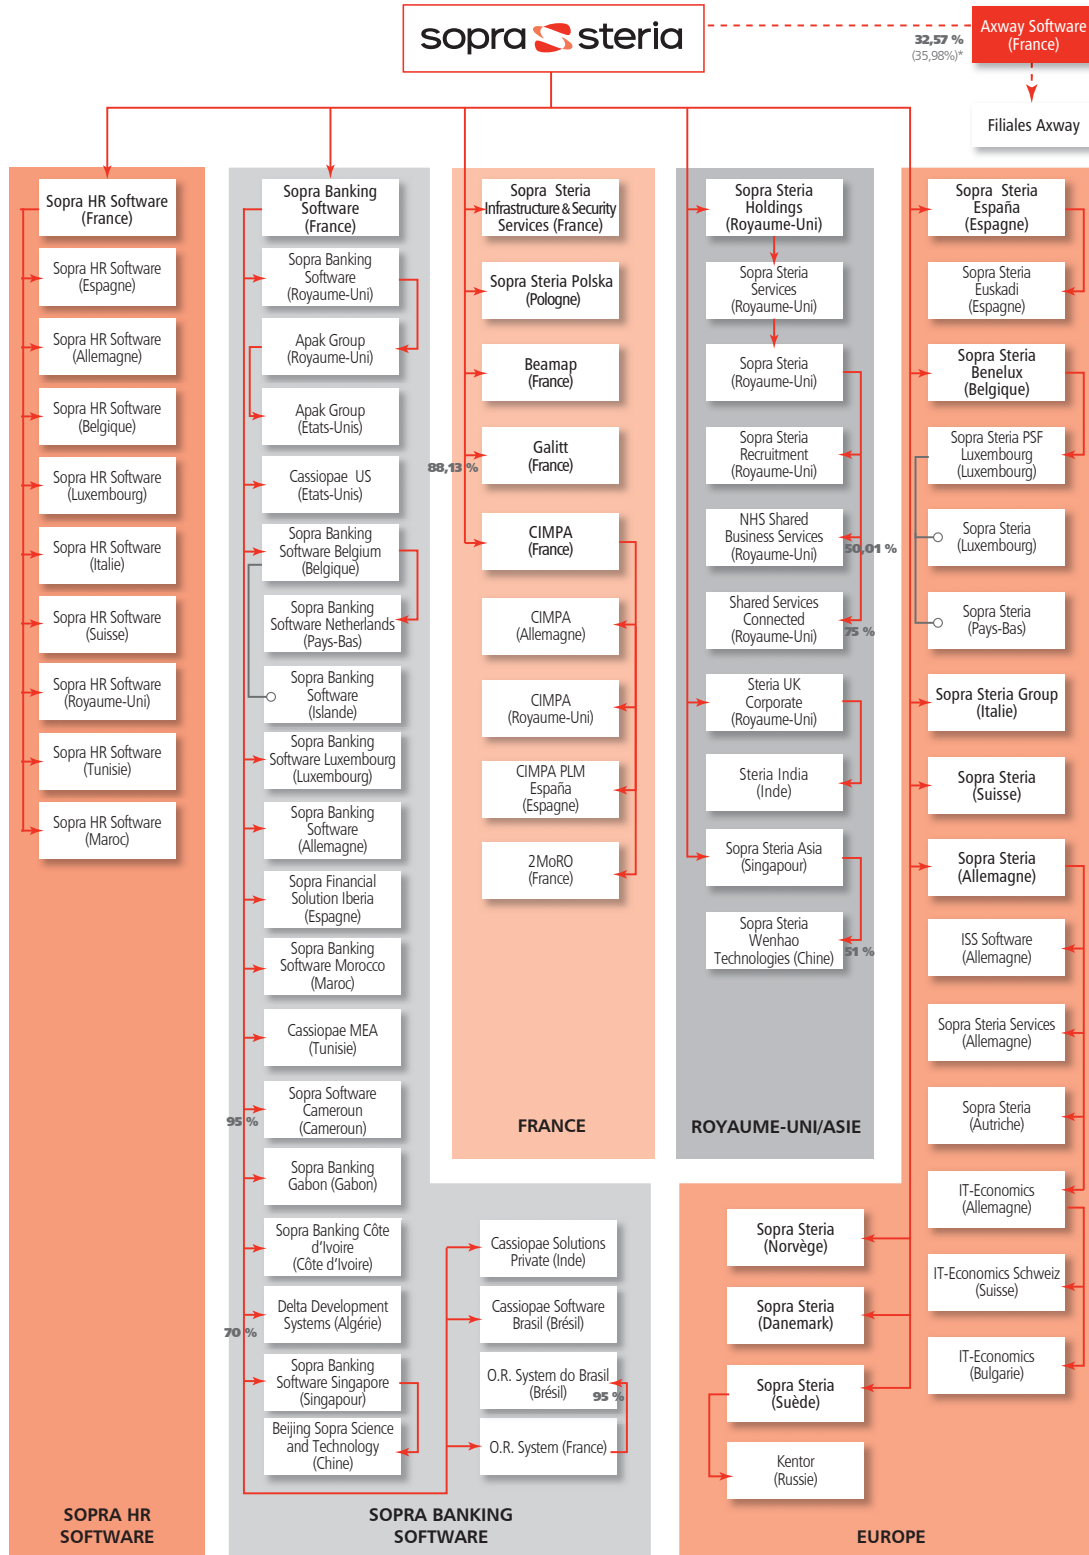 sopra steria
32,57 %
(35,98%)*
Axway Software
(France)
Filiales Axway
Sopra HR Software
(France)
Sopra HR Software
(Espagne)
Sopra HR Software
(Allemagne)
Sopra HR Software
(Belgique)
Sopra HR Software
(Luxembourg)
Sopra HR Software
(Italie)
Sopra HR Software
(Suisse)
Sopra HR Software
(Royaume-Uni)
Sopra HR Software
(Tunisie)
Sopra HR Software
(Maroc)
SOPRA HR
SOFTWARE
Sopra Banking
Software
(France)
Sopra Banking
Software
(Royaume-Uni)
Apak Group
(Royaume-Uni)
Apak Group
(Etats-Unis)
Cassiopae US
(Etats-Unis)
Sopra Banking
Software Belgium
(Belgique)
Sopra Banking
Software Netherlands
(Pays-Bas)
Sopra Banking
Software
(Islande)
Sopra Banking
Software Luxembourg
(Luxembourg)
Sopra Banking
Software
(Allemagne)
Sopra Financial
Solution Iberia
(Espagne)
Sopra Banking
Software Morocco
(Maroc)
Cassiopae MEA
(Tunisie)
95 %
Sopra Software
Cameroun
(Cameroun)
Sopra Banking
Gabon (Gabon)
Sopra Banking Côte
d'Ivoire
(Côte d'Ivoire)
70 %
Delta Development
Systems (Algérie)
Sopra Banking
Software Singapore
(Singapour)
Beijing Sopra Science
and Technology
(Chine)
Cassiopae Solutions
Private (Inde)
Cassiopae Software
Brasil (Brésil)
O.R. System do Brasil
(Brésil)
95 %
O.R. System (France)
SOPRA BANKING
SOFTWARE
Sopra Steria
Infrastructure & Security
Services (France)
Sopra Steria Polska
(Pologne)
Beamap
(France)
88,13 %
Galitt
(France)
CIMPA
(France)
CIMPA
(Allemagne)
CIMPA
(Royaume-Uni)
CIMPA PLM
España
(Espagne)
2MoRO
(France)
FRANCE
Sopra Steria
Holdings
(Royaume-Uni)
Sopra Steria
Services
(Royaume-Uni)
Sopra Steria
(Royaume-Uni)
Sopra Steria
Recruitment
(Royaume-Uni)
NHS Shared
Business Services
(Royaume-Uni)
50,01 %
Shared Services
Connected
(Royaume-Uni)
75 %
Steria UK
Corporate
(Royaume-Uni)
Steria India
(Inde)
Sopra Steria Asia
(Singapour)
Sopra Steria
Wenhao
Technologies (Chine)
51 %
ROYAUME-UNI/ASIE
Sopra Steria
España
(Espagne)
Sopra Steria
Euskadi
(Espagne)
Sopra Steria
Benelux
(Belgique)
Sopra Steria PSF
Luxembourg
(Luxembourg)
Sopra Steria
(Luxembourg)
Sopra Steria
(Pays-Bas)
Sopra Steria Group
(Italie)
Sopra Steria
(Suisse)
Sopra Steria
(Allemagne)
ISS Software
(Allemagne)
Sopra Steria Services
(Allemagne)
Sopra Steria
(Autriche)
IT-Economics
(Allemagne)
IT-Economics Schweiz
(Suisse)
IT-Economics
(Bulgarie)
Sopra Steria
(Norvège)
Sopra Steria
(Danemark)
Sopra Steria
(Suède)
Kentor
(Russie)
EUROPE